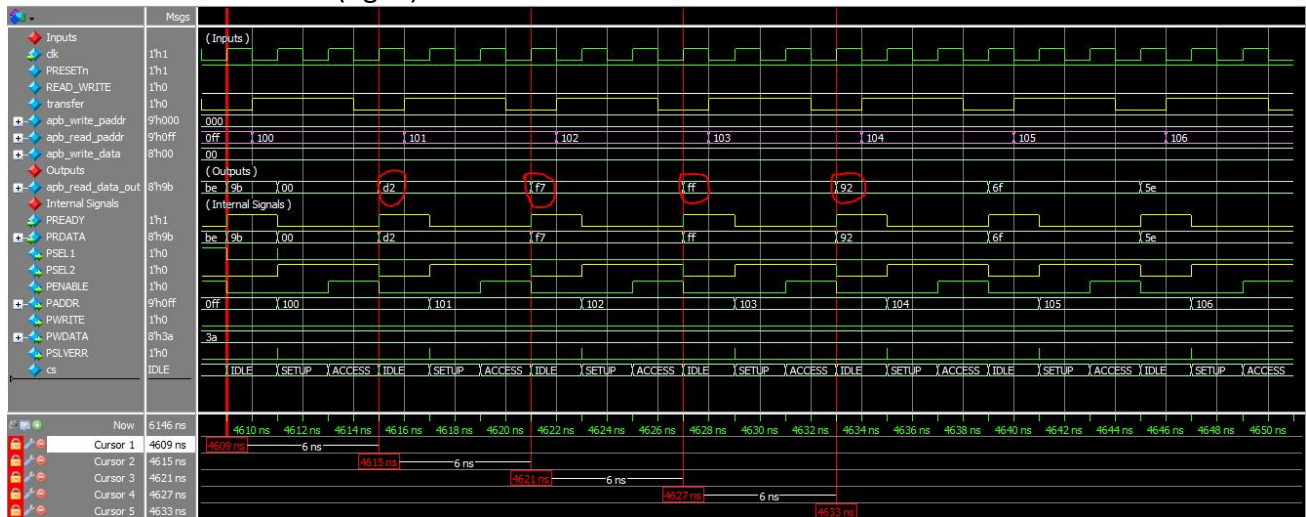 Msgs
Inputs (Inputs)
clk 1'h1
PRESETn 1'h1
READ_WRITE 1'h0
transfer 1'h0
apb_write_paddr 9'h000 000
apb_read_paddr 9'h0ff 0ff 100 101 102 103 104 105 106
apb_write_data 8'h00 00
Outputs (Outputs)
apb_read_data_out 8'h9b be 9b 00 d2 f7 ff 92 6f 5e
Internal Signals (Internal Signals)
PREADY 1'h1
PRDATA 8'h9b be 9b 00 d2 f7 ff 92 6f 5e
PSEL1 1'h0
PSEL2 1'h0
PENABLE 1'h0
PADDR 9'h0ff 0ff 100 101 102 103 104 105 106
PWRITE 1'h0
PWDATA 8'h3a 3a
PSLVERR 1'h0
cs IDLE IDLE SETUP ACCESS IDLE SETUP ACCESS IDLE SETUP ACCESS IDLE SETUP ACCESS IDLE SETUP ACCESS IDLE SETUP ACCESS IDLE SETUP ACCESS
Now 6146 ns 4610 ns 4612 ns 4614 ns 4616 ns 4618 ns 4620 ns 4622 ns 4624 ns 4626 ns 4628 ns 4630 ns 4632 ns 4634 ns 4636 ns 4638 ns 4640 ns 4642 ns 4644 ns 4646 ns 4648 ns 4650 ns
Cursor 1 4609 ns 4609 ns 6 ns
Cursor 2 4615 ns 4615 ns 6 ns
Cursor 3 4621 ns 4621 ns 6 ns
Cursor 4 4627 ns 4627 ns 6 ns
Cursor 5 4633 ns 4633 ns